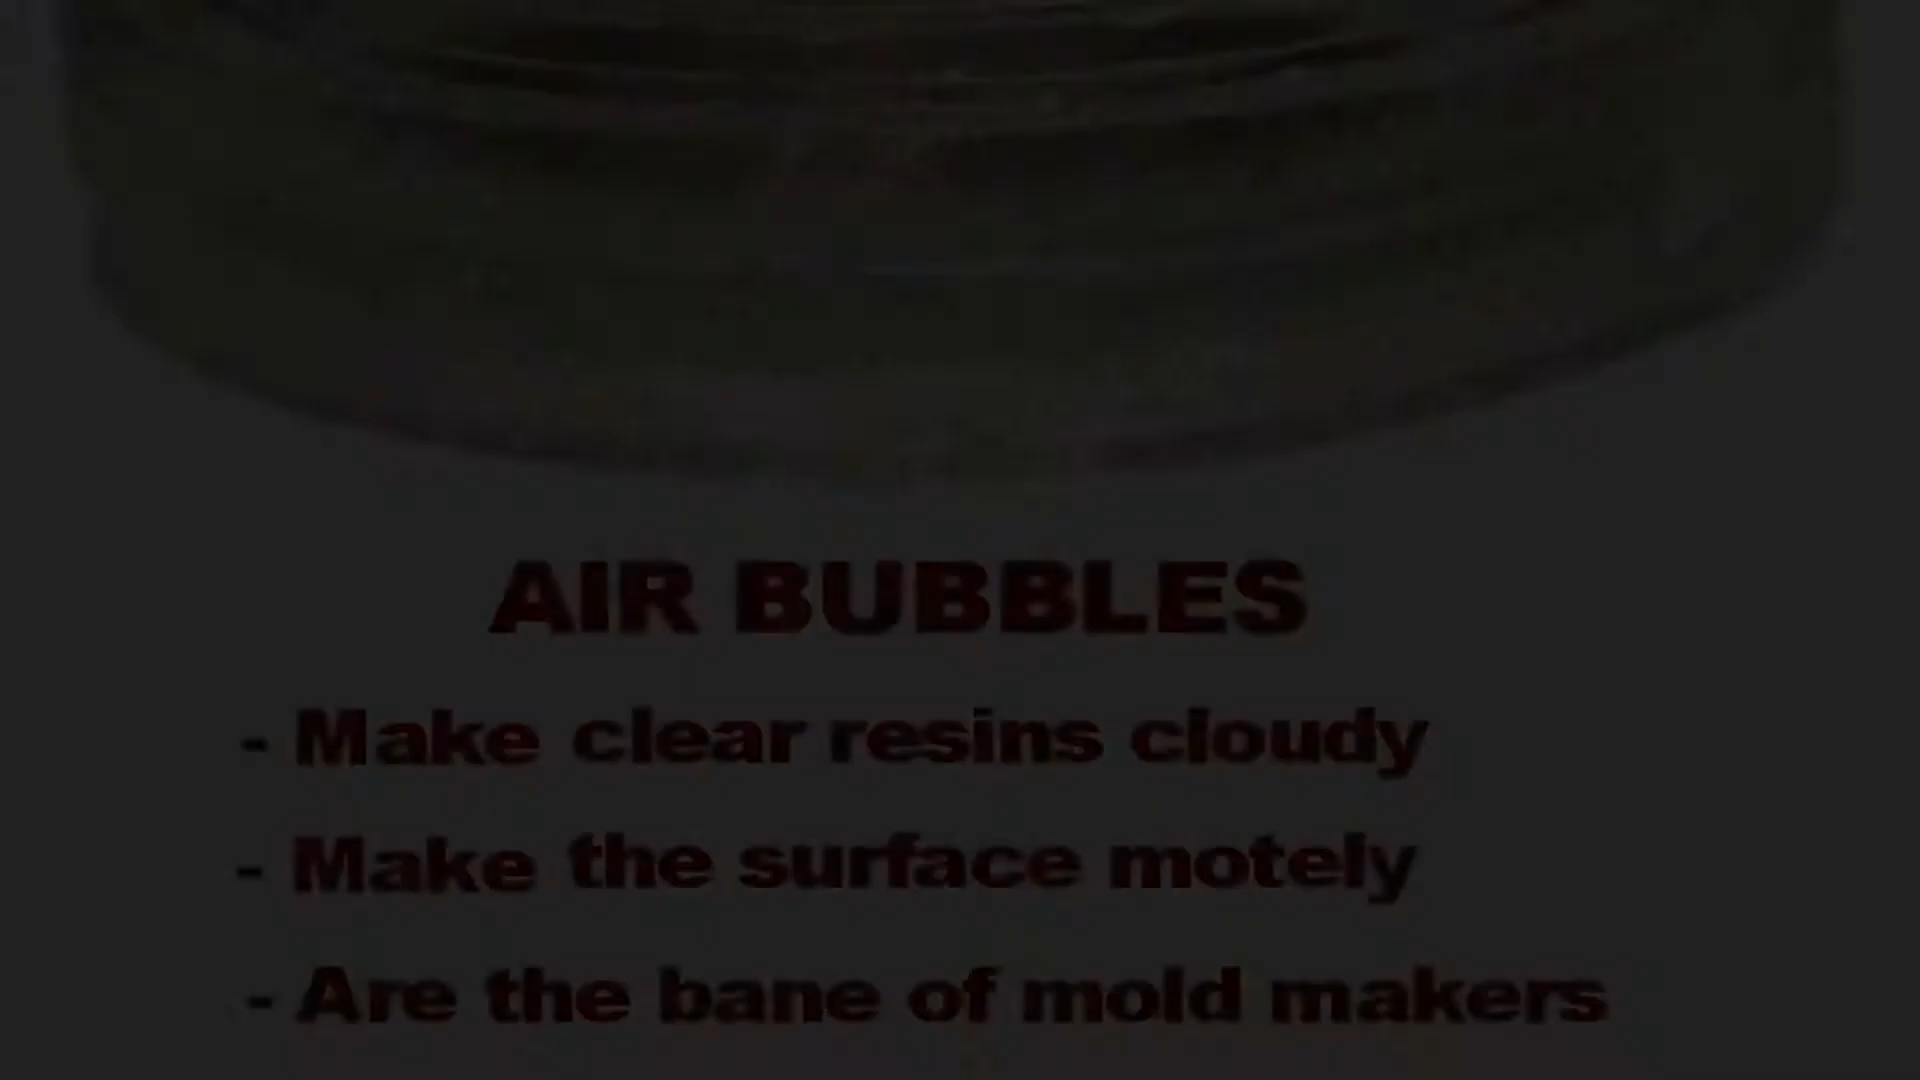 AIR BUBBLES
- Make clear resins cloudy
- Make the surface motely
- Are the bane of mold makers